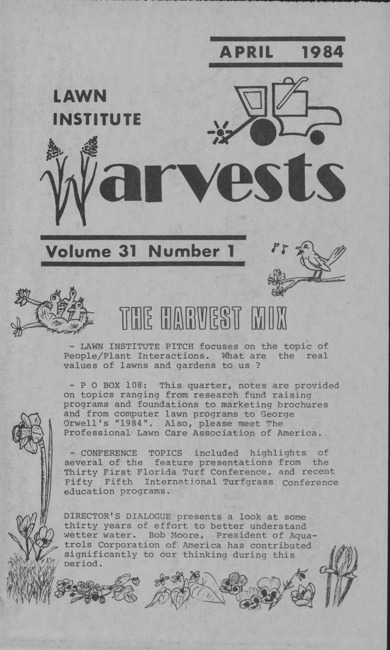 APRIL 1984
LAWN
INSTITUTE
Harvests
Volume 31 Number 1
THE HARVEST MIX
- LAWN INSTITUTE PITCH focuses on the topic of
People/Plant Interactions. What are the real
values of lawns and gardens to us ?
- P O BOX 108: This quarter, notes are provided
on topics ranging from research fund raising
programs and foundations to marketing brochures
and from computer lawn programs to George
Orwell's "1984". Also, please meet The
Professional Lawn Care Association of America.
- CONFERENCE TOPICS included highlights of
several of the feature presentations from the
Thirty First Florida Turf Conference, and recent
Fifty Fifth International Turfgrass Conference
education programs.
DIRECTOR'S DIALOGUE presents a look at some
thirty years of effort to better understand
wetter water. Bob Moore, President of Aqua-
trols Corporation of America has contributed
significantly to our thinking during this
period.